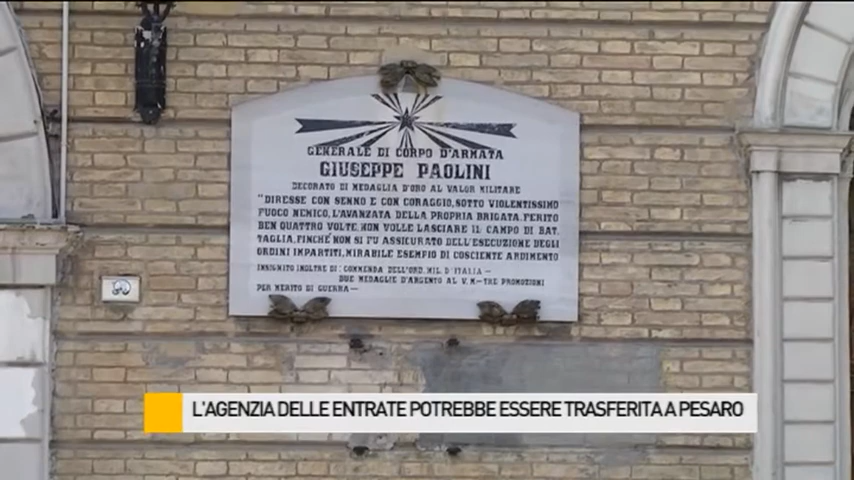 GENERALE DI CORPO D'ARMATA
GIUSEPPE PAOLINI
DECORATO DI MEDAGLIA D'ORO AL VALOR MILITARE
"DIRESSE CON SENNO E CON CORAGGIO, SOTTO VIOLENTISSIMO
FUOCO NEMICO, L'AVANZATA DELLA PROPRIA BRIGATA. FERITO
BEN QUATTRO VOLTE, NON VOLLE LASCIARE IL CAMPO DI BAT.
TAGLIA, FINCHÉ NON SI FU ASSICURATO DELL'ESECUZIONE DEGLI
ORDINI IMPARTITI, MIRABILE ESEMPIO DI COSCIENTE ARDIMENTO
INSIGNITO INOLTRE DI: COMMENDA DELL'ORD. MIL. D'ITALIA —
DUE MEDAGLIE D'ARGENTO AL V. M. — TRE PROMOZIONI
PER MERITO DI GUERRA —
L'AGENZIA DELLE ENTRATE POTREBBE ESSERE TRASFERITA A PESARO